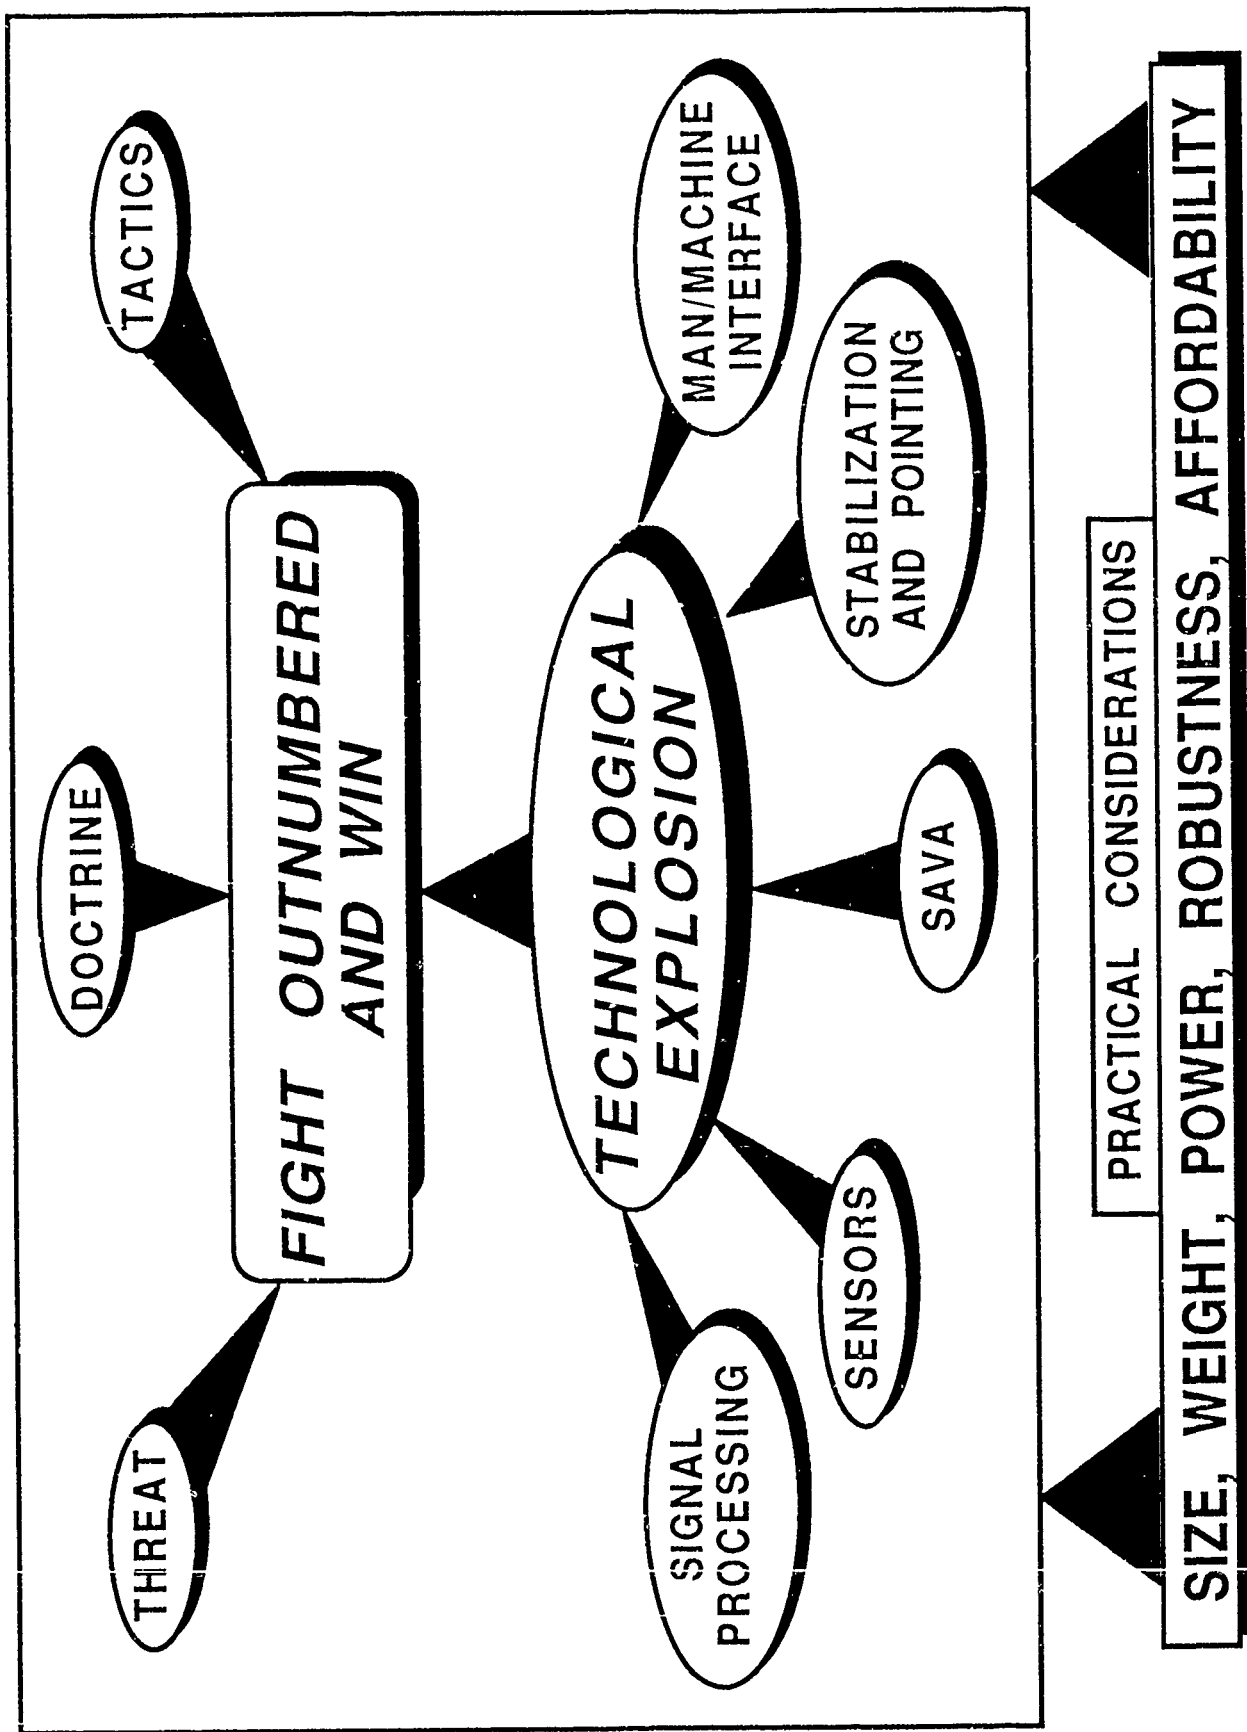 DOCTRINE
THREAT
TACTICS
FIGHT OUTNUMBERED
AND WIN
TECHNOLOGICAL
EXPLOSION
SIGNAL
PROCESSING
SENSORS
SAVA
STABILIZATION
AND POINTING
MAN/MACHINE
INTERFACE
PRACTICAL CONSIDERATIONS
SIZE, WEIGHT, POWER, ROBUSTNESS, AFFORDABILITY